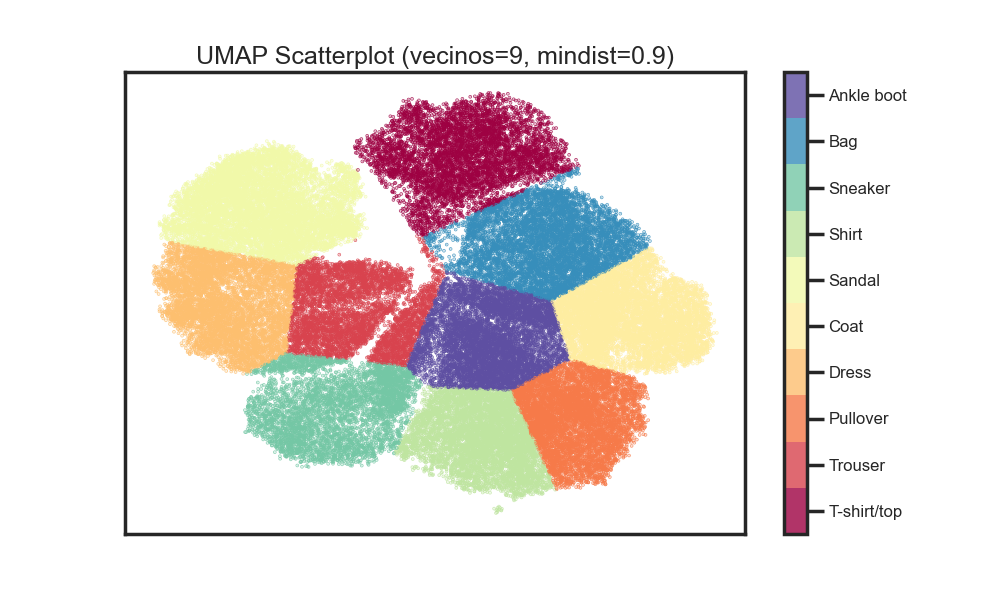 UMAP Scatterplot (vecinos=9, mindist=0.9)
Ankle boot
Bag
Sneaker
Shirt
Sandal
Coat
Dress
Pullover
Trouser
T-shirt/top